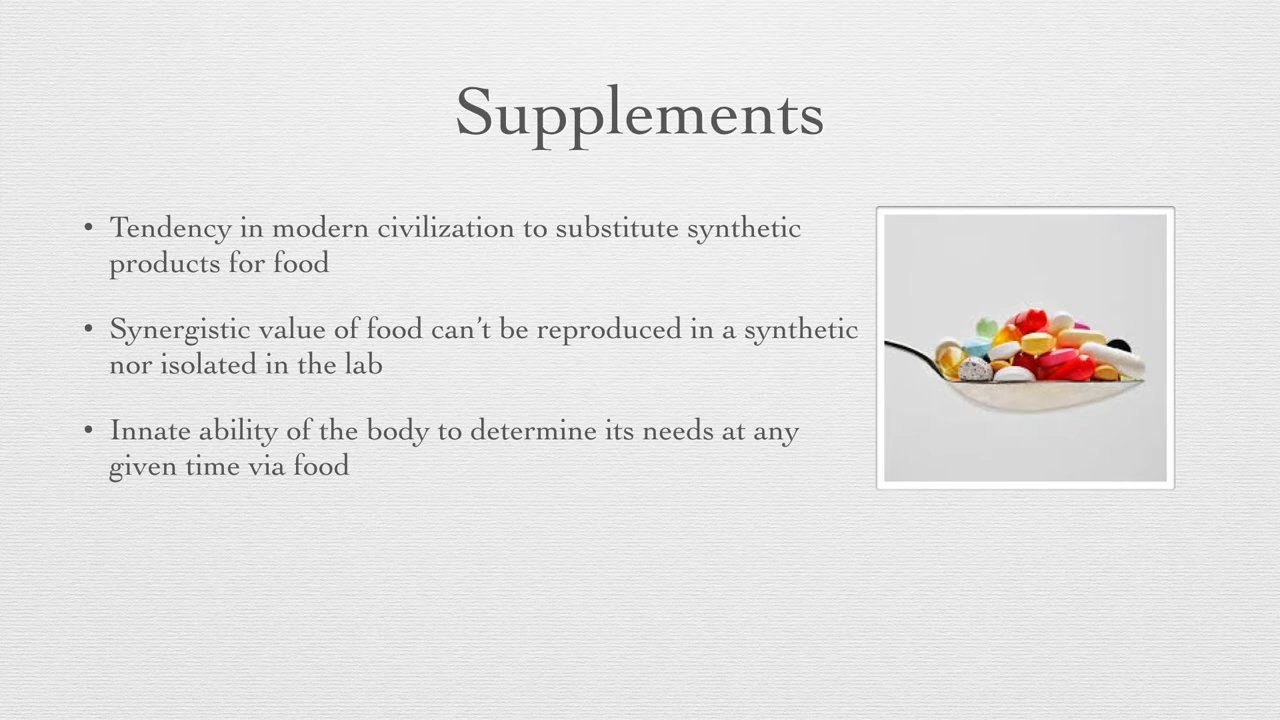 Supplements
• Tendency in modern civilization to substitute synthetic
products for food
• Synergistic value of food can’t be reproduced in a synthetic
nor isolated in the lab
• Innate ability of the body to determine its needs at any
given time via food